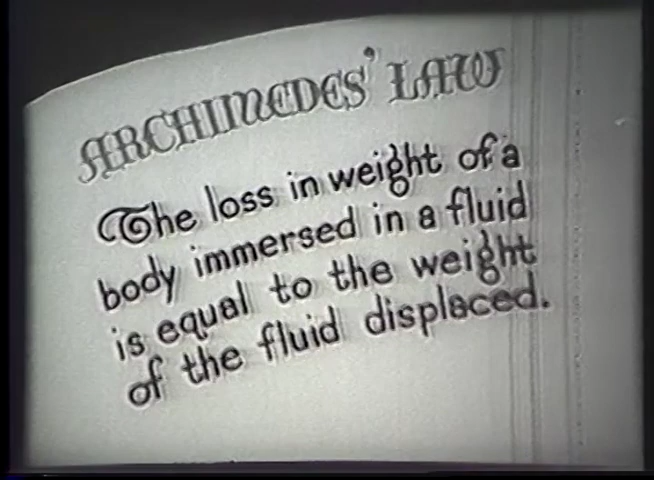 ARCHIMEDES' LAW
The loss in weight of a
body immersed in a fluid
is equal to the weight
of the fluid displaced.